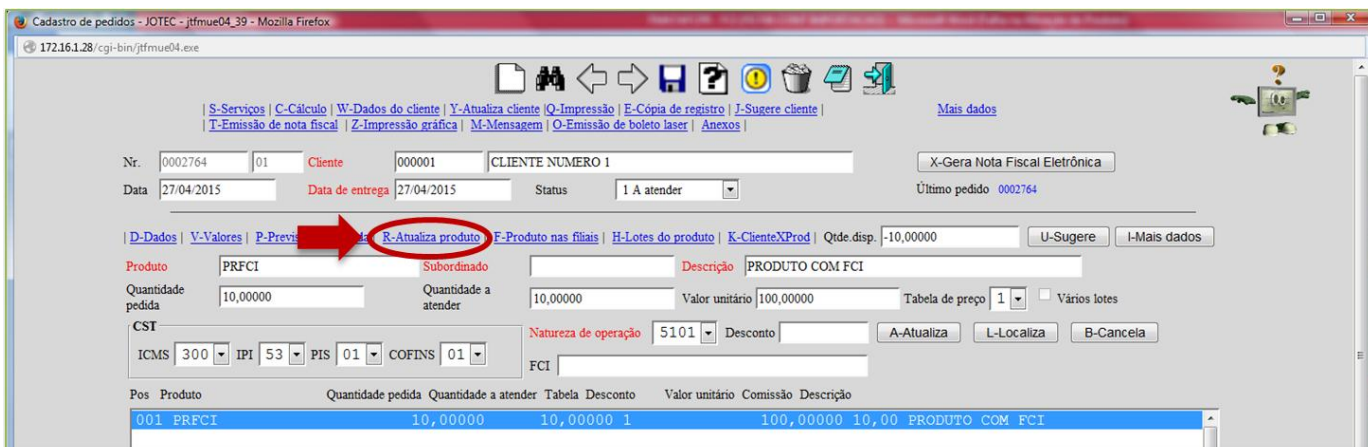 Cadastro de pedidos - JOTEC - jtfmue04_39 - Mozilla Firefox
172.16.1.28/cgi-bin/jtfmue04.exe
| S-Serviços | C-Cálculo | W-Dados do cliente | Y-Atualiza cliente |Q-Impressão | E-Cópia de registro | J-Sugere cliente | Mais dados
| T-Emissão de nota fiscal | Z-Impressão gráfica | M-Mensagem | O-Emissão de boleto laser | Anexos |
Nr. 0002764 01 Cliente 000001 CLIENTE NUMERO 1 X-Gera Nota Fiscal Eletrônica
Data 27/04/2015 Data de entrega 27/04/2015 Status 1 A atender Último pedido 0002764
| D-Dados | V-Valores | R-Atualiza produto | F-Produto nas filiais | H-Lotes do produto | K-ClienteXProd | Qtde.disp. -10,00000 U-Sugere I-Mais dados
Produto PRFCI Subordinado Descrição PRODUTO COM FCI
Quantidade pedida 10,00000 Quantidade a atender 10,00000 Valor unitário 100,00000 Tabela de preço 1 Vários lotes
CST
ICMS 300 IPI 53 PIS 01 COFINS 01
Natureza de operação 5101 Desconto A-Atualiza L-Localiza B-Cancela
FCI
Pos Produto Quantidade pedida Quantidade a atender Tabela Desconto Valor unitário Comissão Descrição
001 PRFCI 10,00000 10,00000 1 100,00000 10,00 PRODUTO COM FCI